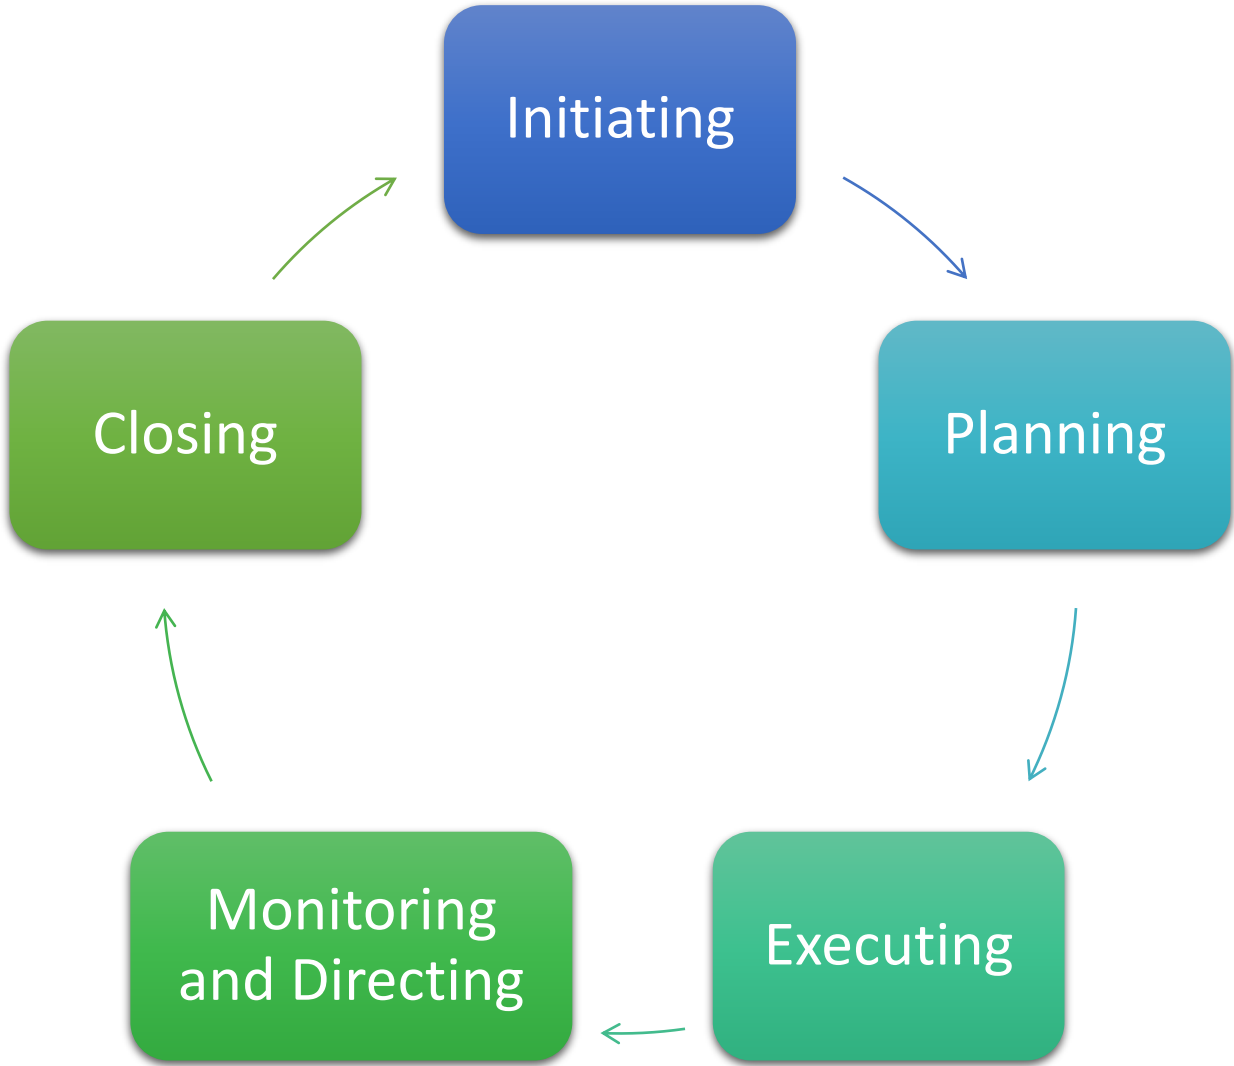 Initiating
Planning
Executing
Monitoring
and Directing
Closing